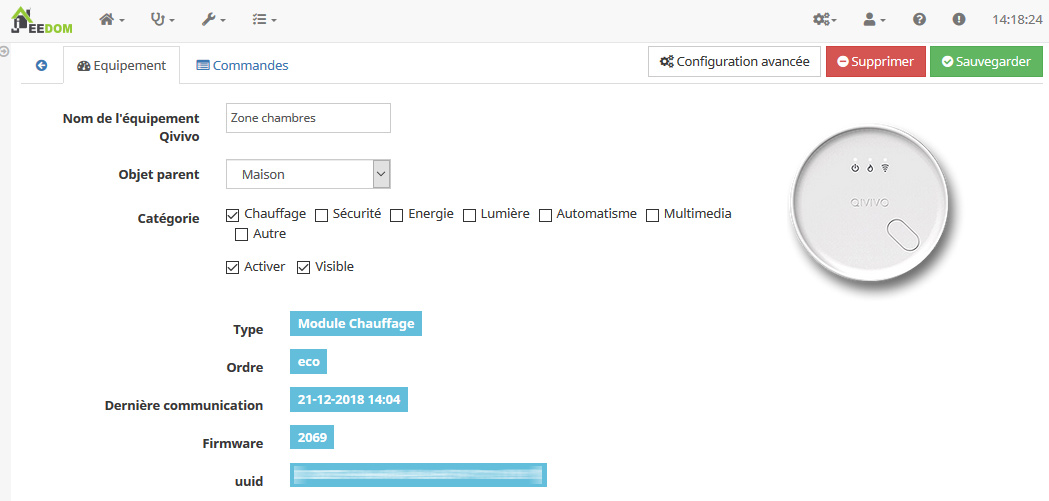 JEEDOM 14:18:24
Equipement Commandes Configuration avancée Supprimer Sauvegarder
Nom de l'équipement Zone chambres
Qivivo
Objet parent Maison
QIVIVO
Catégorie Chauffage Sécurité Energie Lumière Automatisme Multimedia
Autre
Activer Visible
Type Module Chauffage
Ordre eco
Dernière communication 21-12-2018 14:04
Firmware 2069
uuid